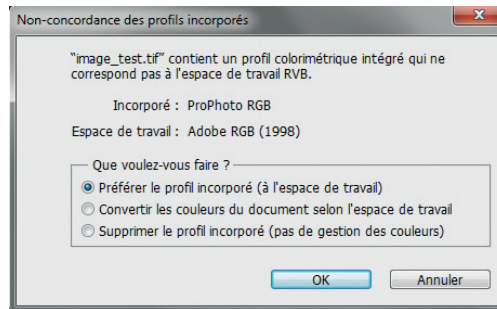 Non-concordance des profils incorporés
"image_test.tif" contient un profil colorimétrique intégré qui ne
correspond pas à l'espace de travail RVB.
Incorporé : ProPhoto RGB
Espace de travail : Adobe RGB (1998)
Que voulez-vous faire ?
Préférer le profil incorporé (à l'espace de travail)
Convertir les couleurs du document selon l'espace de travail
Supprimer le profil incorporé (pas de gestion des couleurs)
OK Annuler